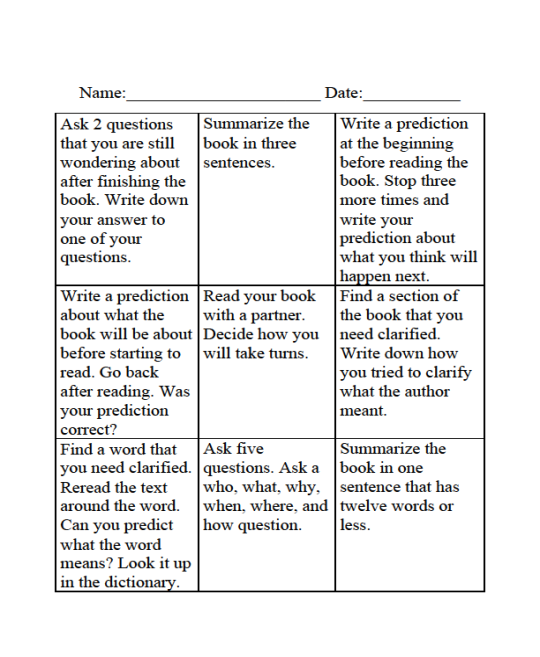 Name:________________________ Date:____________
Ask 2 questions
that you are still
wondering about
after finishing the
book. Write down
your answer to
one of your
questions.
Summarize the
book in three
sentences.
Write a prediction
at the beginning
before reading the
book. Stop three
more times and
write your
prediction about
what you think will
happen next.
Write a prediction
about what the
book will be about
before starting to
read. Go back
after reading. Was
your prediction
correct?
Read your book
with a partner.
Decide how you
will take turns.
Find a section of
the book that you
need clarified.
Write down how
you tried to clarify
what the author
meant.
Find a word that
you need clarified.
Reread the text
around the word.
Can you predict
what the word
means? Look it up
in the dictionary.
Ask five
questions. Ask a
who, what, why,
when, where, and
how question.
Summarize the
book in one
sentence that has
twelve words or
less.